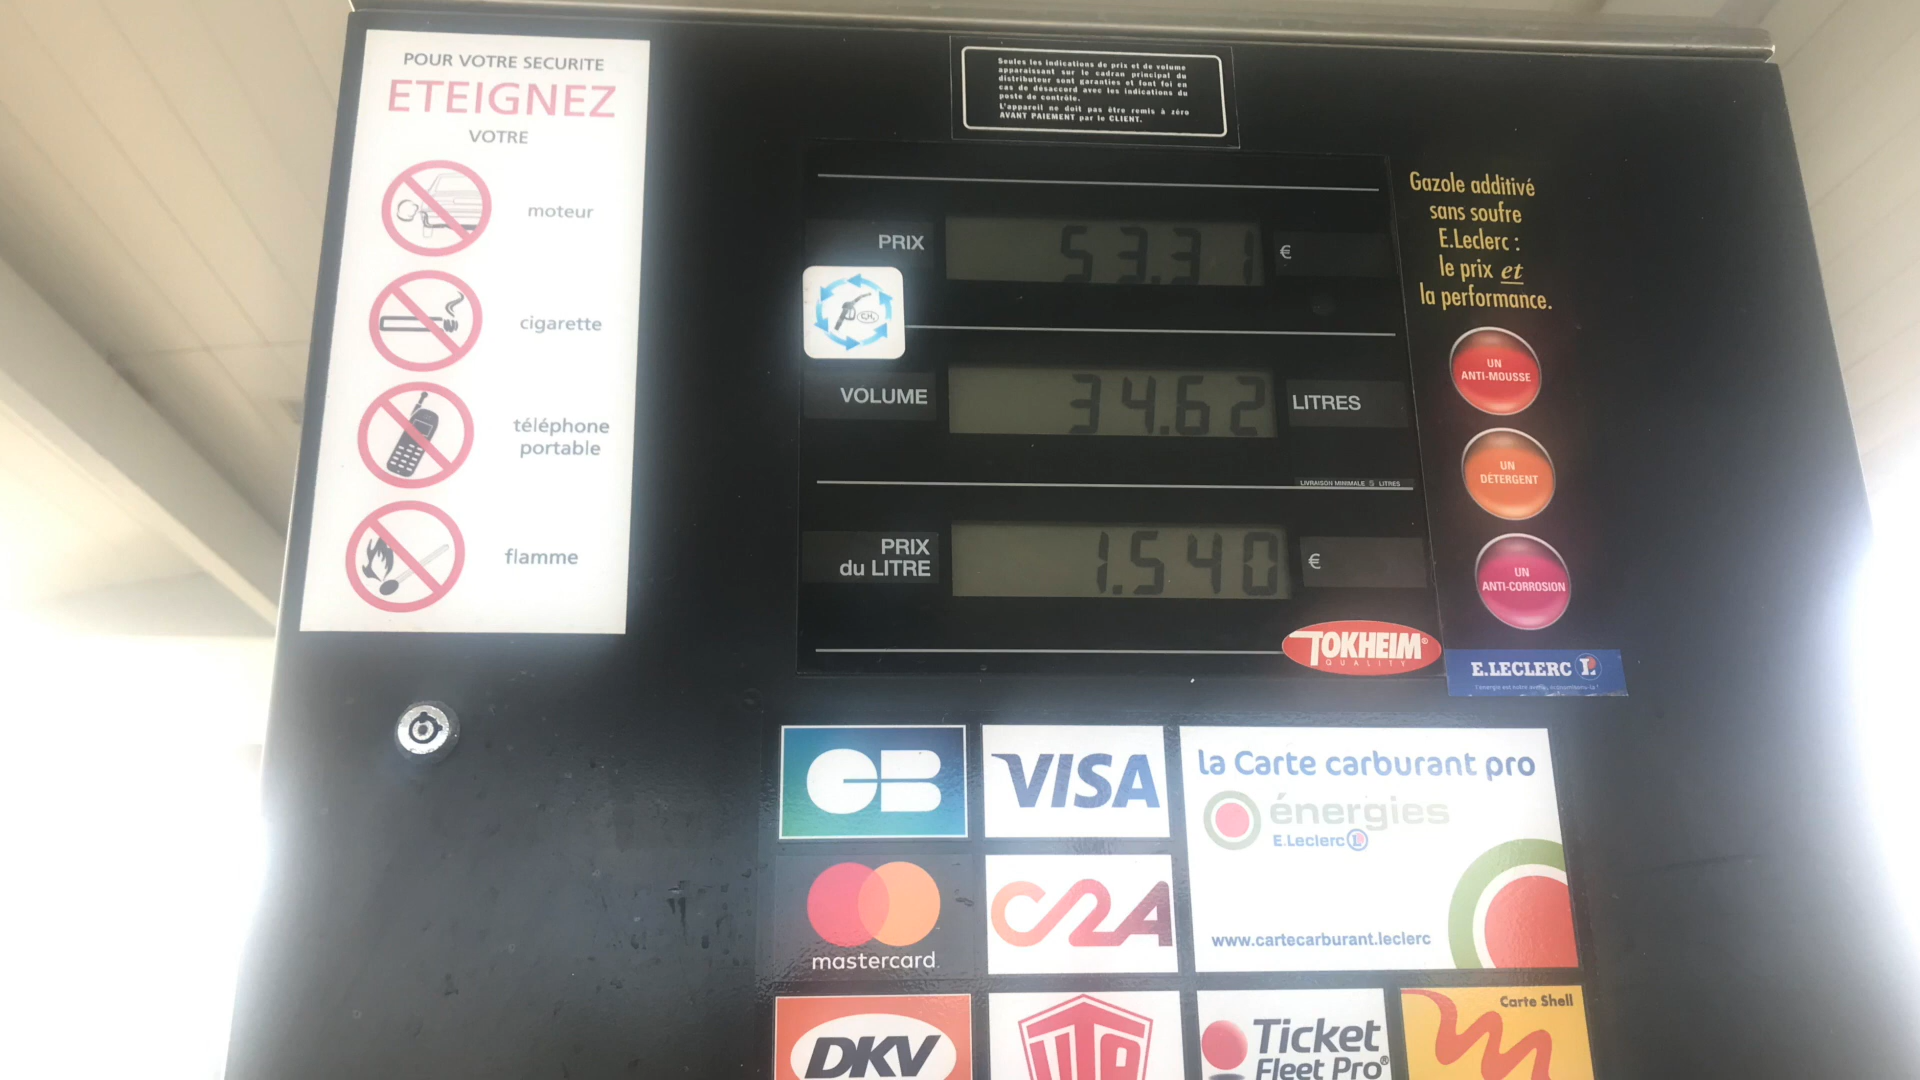 POUR VOTRE SECURITE
ETEIGNEZ
VOTRE
moteur
cigarette
téléphone
portable
flamme
Seules les indications de prix et de volume
apparaissant sur le cadran principal du
distributeur sont garanties et font foi en
cas de désaccord avec les indications du
poste de contrôle.
L'appareil ne doit pas être remis à zéro
AVANT PAIEMENT par le CLIENT.
PRIX 53.31 €
VOLUME 34.62 LITRES
LIVRAISON MINIMALE 5 LITRES
PRIX
du LITRE 1.540 €
TOKHEIM®
QUALITY
Gazole additivé
sans soufre
E.Leclerc :
le prix et
la performance.
UN
ANTI-MOUSSE
UN
DÉTERGENT
UN
ANTI-CORROSION
E.LECLERC L
CB
VISA
la Carte carburant pro
énergies
E.Leclerc L
www.cartecarburant.leclerc
mastercard
C2A
DKV
UTA
Ticket
Fleet Pro®
Carte Shell